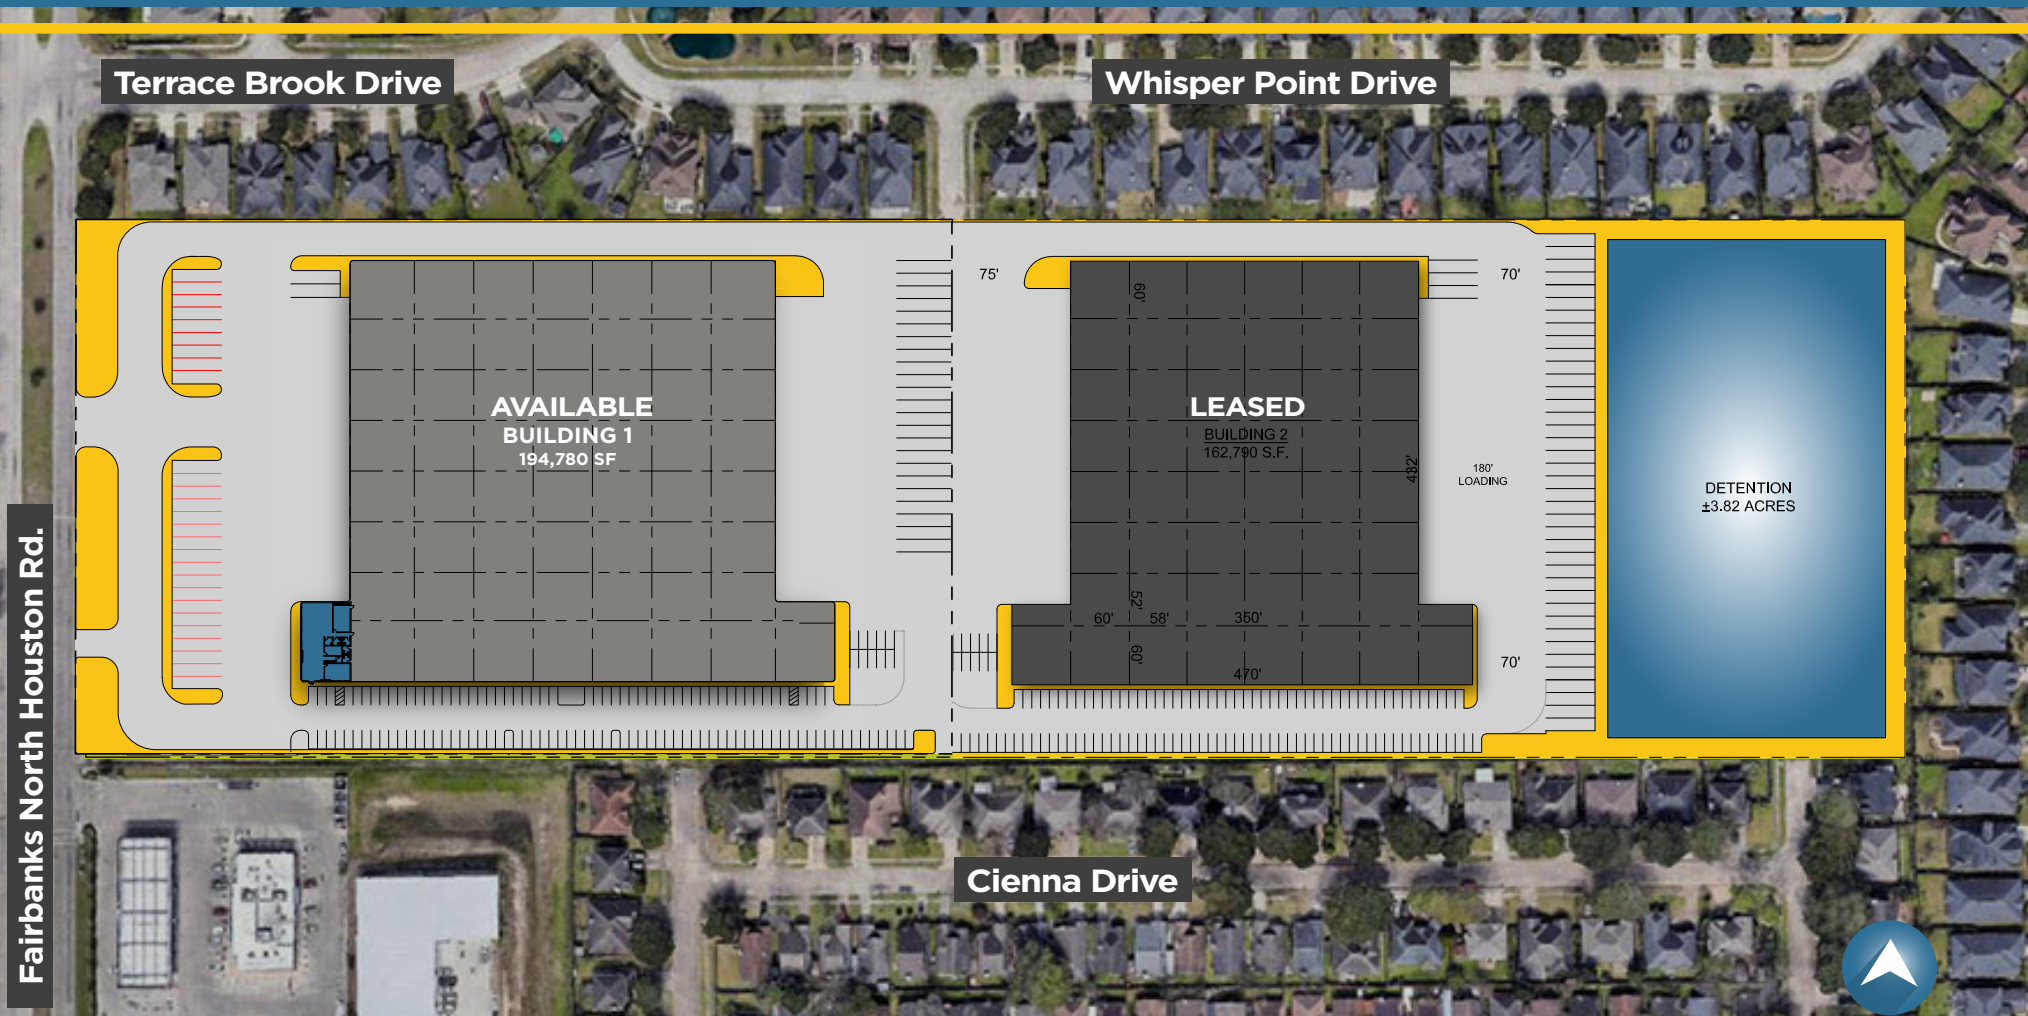 Terrace Brook Drive
Whisper Point Drive
75'
60'
70'
AVAILABLE
BUILDING 1
194,780 SF
LEASED
BUILDING 2
162,790 S.F.
432'
180'
LOADING
DETENTION
±3.82 ACRES
Fairbanks North Houston Rd.
52'
60'
58'
350'
60'
470'
70'
Cienna Drive